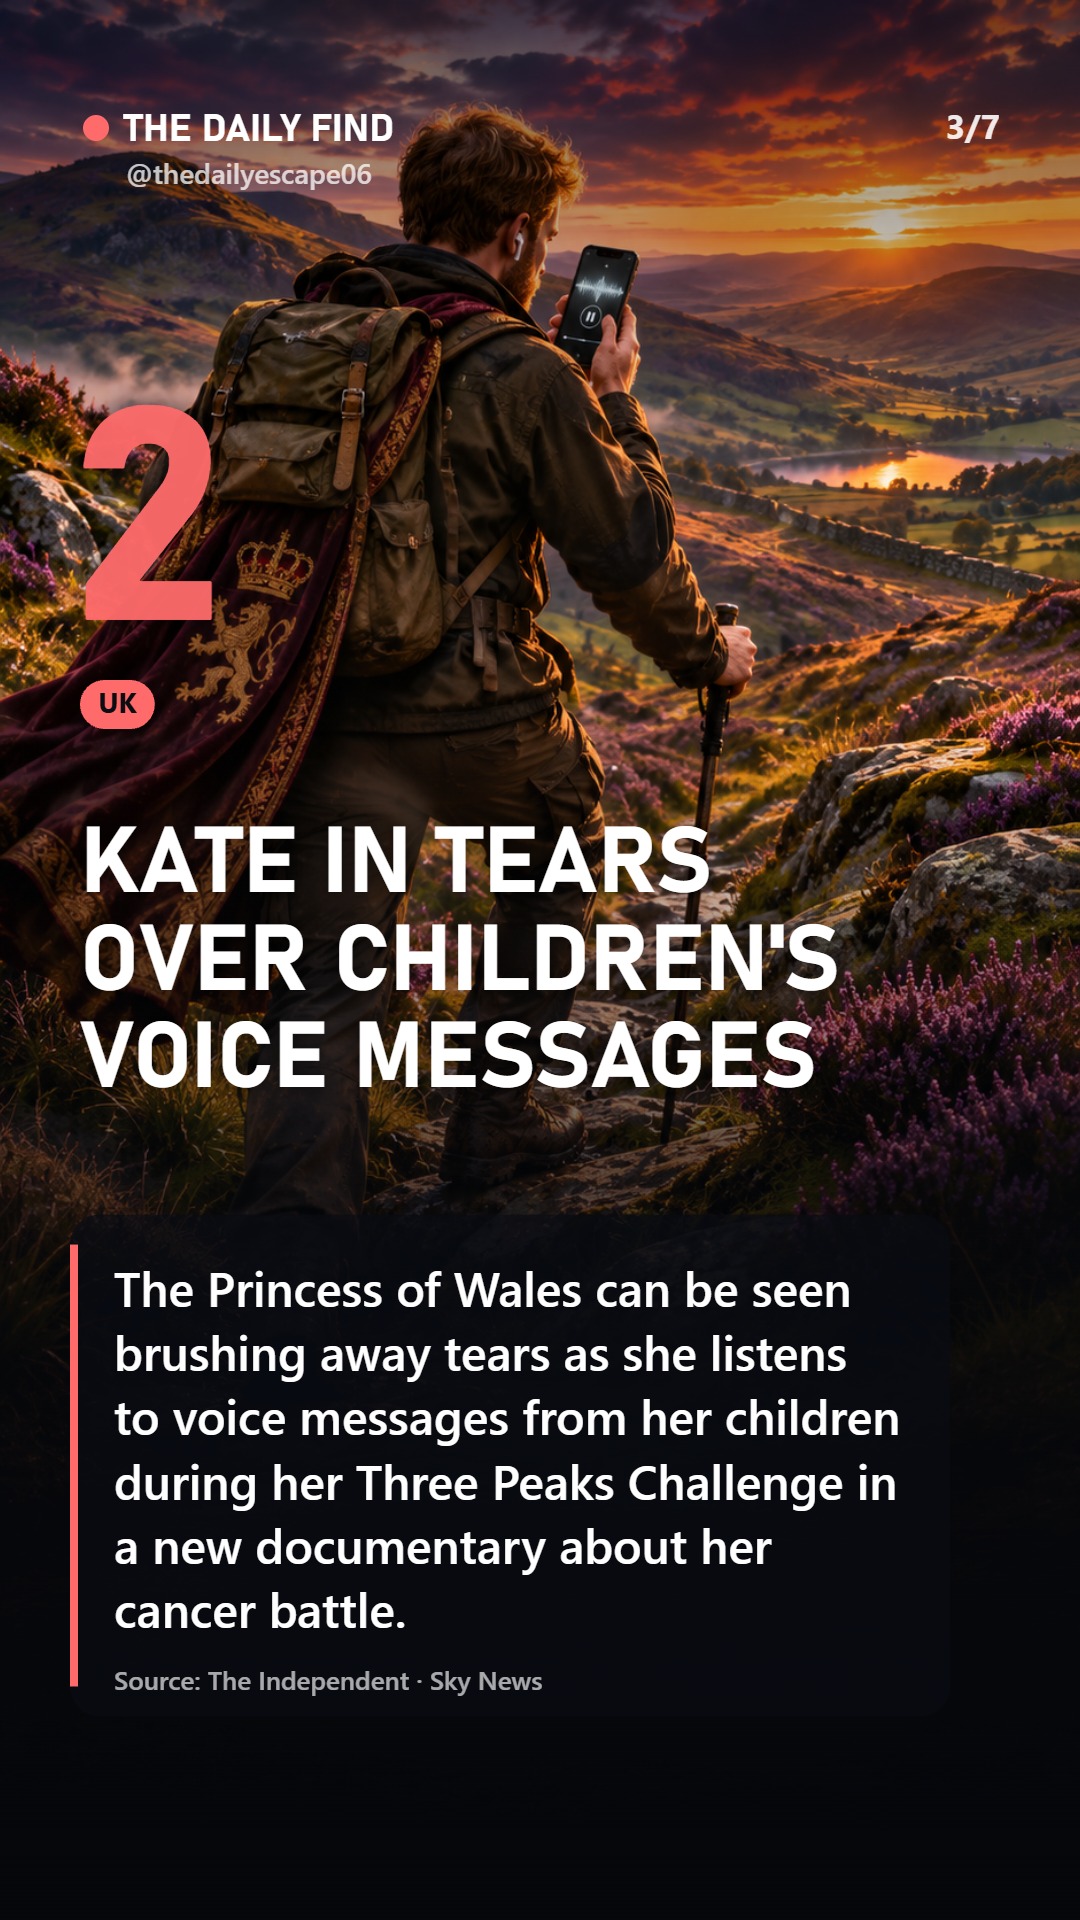 THE DAILY FIND
3/7
@thedailyescape06
2
UK
KATE IN TEARS
OVER CHILDREN'S
VOICE MESSAGES
The Princess of Wales can be seen
brushing away tears as she listens
to voice messages from her children
during her Three Peaks Challenge in
a new documentary about her
cancer battle.
Source: The Independent · Sky News